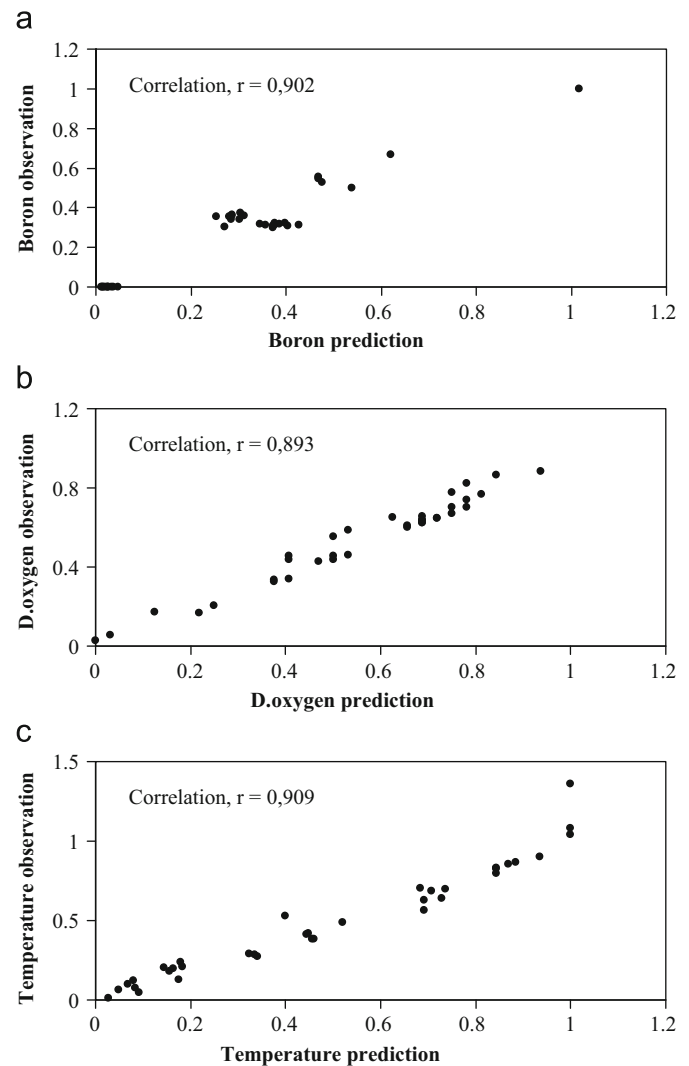 a
1.2
1
0.8
0.6
0.4
0.2
0
Correlation, r = 0,902
Boron observation
0 0.2 0.4 0.6 0.8 1 1.2
Boron prediction
b
1.2
0.8
0.4
0
Correlation, r = 0,893
D.oxygen observation
0 0.2 0.4 0.6 0.8 1 1.2
D.oxygen prediction
c
1.5
1
0.5
0
Correlation, r = 0,909
Temperature observation
0 0.2 0.4 0.6 0.8 1 1.2
Temperature prediction